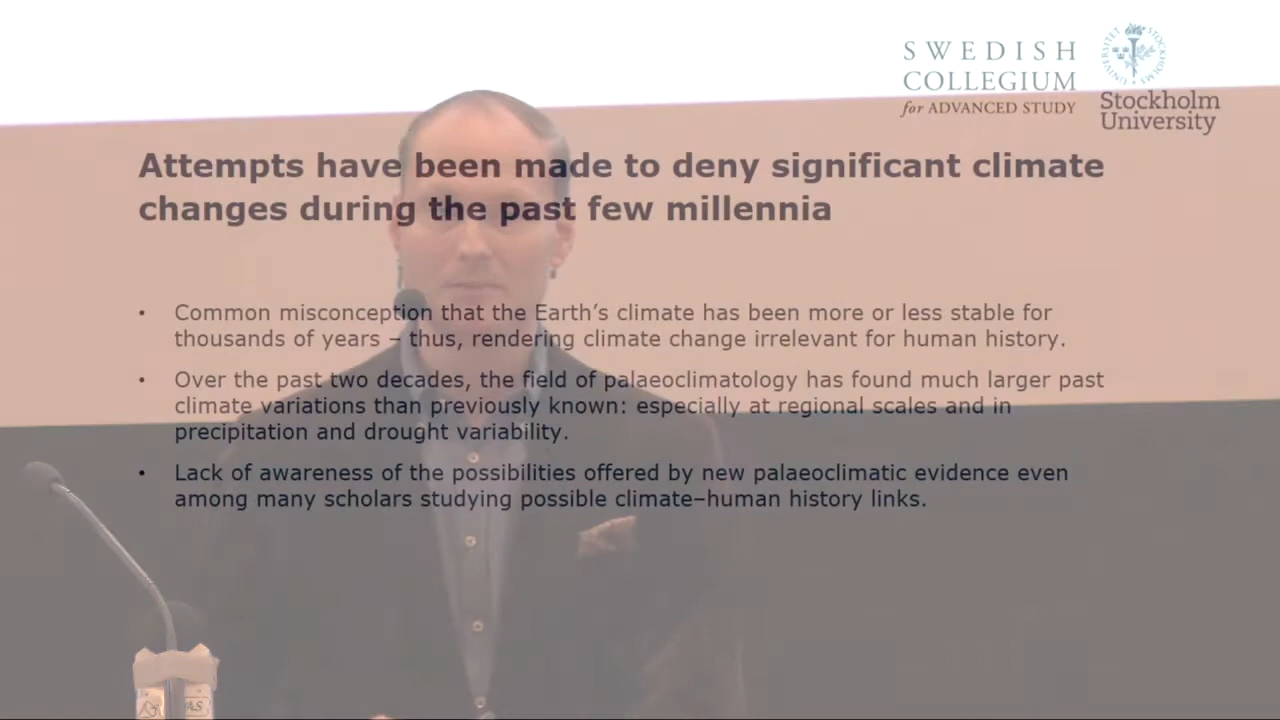 SWEDISH
COLLEGIUM
for ADVANCED STUDY
Stockholm
University
Attempts have been made to deny significant climate
changes during the past few millennia
• Common misconception that the Earth’s climate has been more or less stable for
thousands of years – thus, rendering climate change irrelevant for human history.
• Over the past two decades, the field of palaeoclimatology has found much larger past
climate variations than previously known: especially at regional scales and in
precipitation and drought variability.
• Lack of awareness of the possibilities offered by new palaeoclimatic evidence even
among many scholars studying possible climate–human history links.